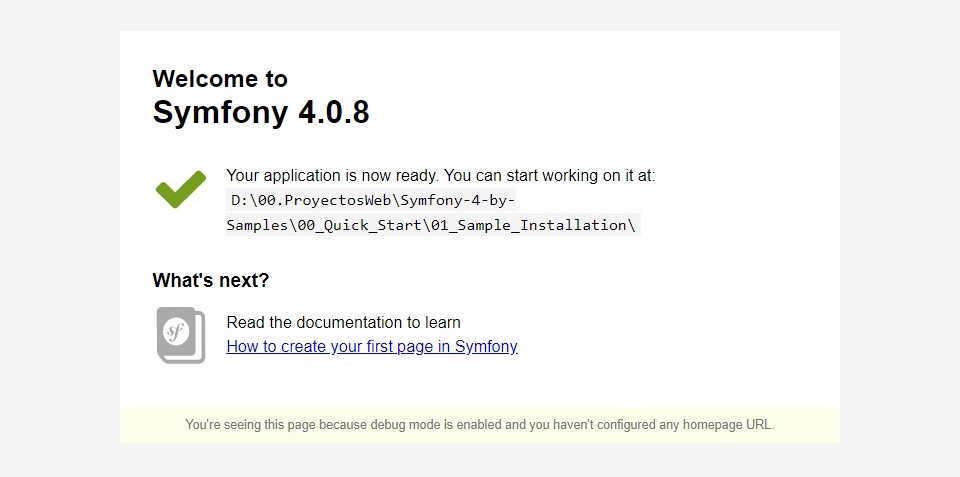 Welcome to
Symfony 4.0.8
Your application is now ready. You can start working on it at:
D:\00.ProyectosWeb\Symfony-4-by-
Samples\00_Quick_Start\01_Sample_Installation\
What's next?
sf
Read the documentation to learn
How to create your first page in Symfony
You're seeing this page because debug mode is enabled and you haven't configured any homepage URL.